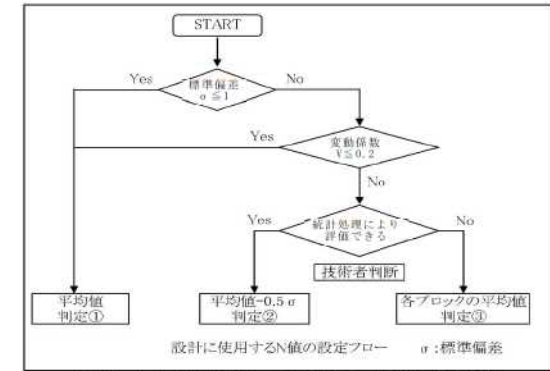 START
標準偏差
σ≦1
Yes
No
変動係数
V≦0.2
Yes
No
統計処理により
評価できる
Yes
No
技術者判断
平均値
判定①
平均値-0.5σ
判定②
各ブロックの平均値
判定③
設計に使用するN値の設定フロー σ:標準偏差